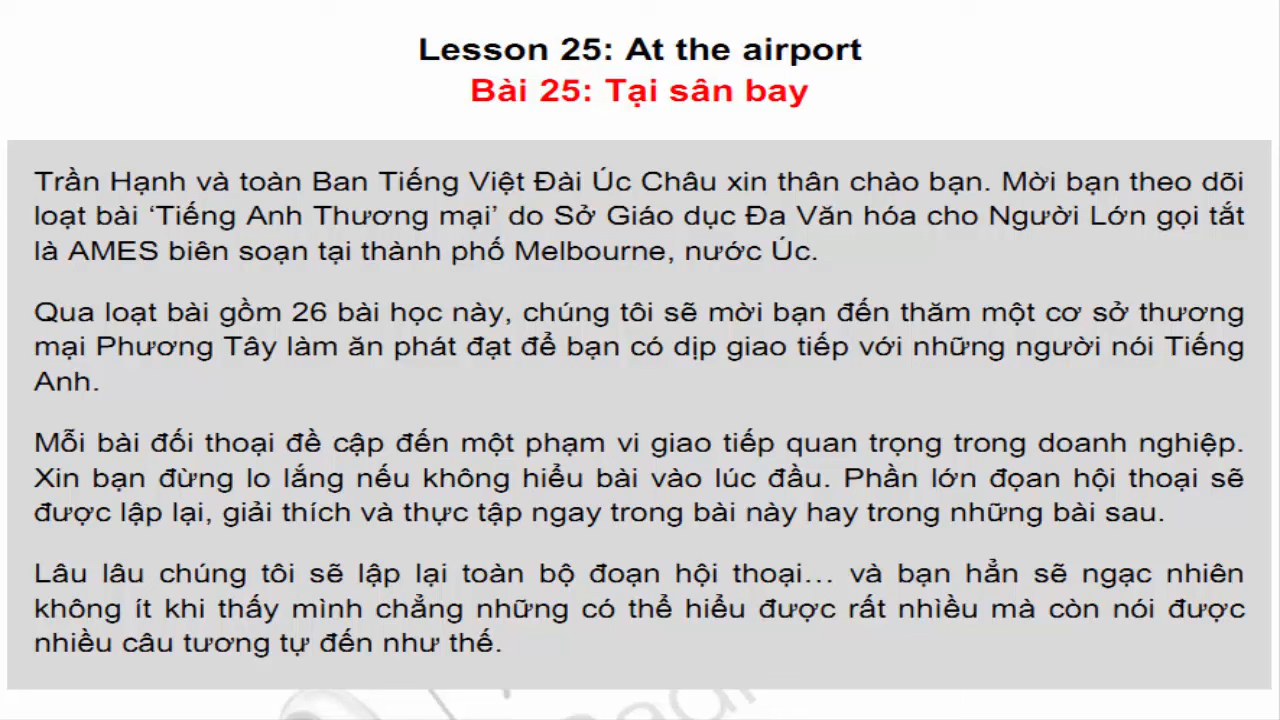 Lesson 25: At the airport
Bài 25: Tại sân bay
Trần Hạnh và toàn Ban Tiếng Việt Đài Úc Châu xin thân chào bạn. Mời bạn theo dõi
loạt bài ‘Tiếng Anh Thương mại’ do Sở Giáo dục Đa Văn hóa cho Người Lớn gọi tắt
là AMES biên soạn tại thành phố Melbourne, nước Úc.
Qua loạt bài gồm 26 bài học này, chúng tôi sẽ mời bạn đến thăm một cơ sở thương
mại Phương Tây làm ăn phát đạt để bạn có dịp giao tiếp với những người nói Tiếng
Anh.
Mỗi bài đối thoại đề cập đến một phạm vi giao tiếp quan trọng trong doanh nghiệp.
Xin bạn đừng lo lắng nếu không hiểu bài vào lúc đầu. Phần lớn đọan hội thoại sẽ
được lập lại, giải thích và thực tập ngay trong bài này hay trong những bài sau.
Lâu lâu chúng tôi sẽ lập lại toàn bộ đoạn hội thoại… và bạn hẳn sẽ ngạc nhiên
không ít khi thấy mình chẳng những có thể hiểu được rất nhìều mà còn nói được
nhiều câu tương tự đến như thế.